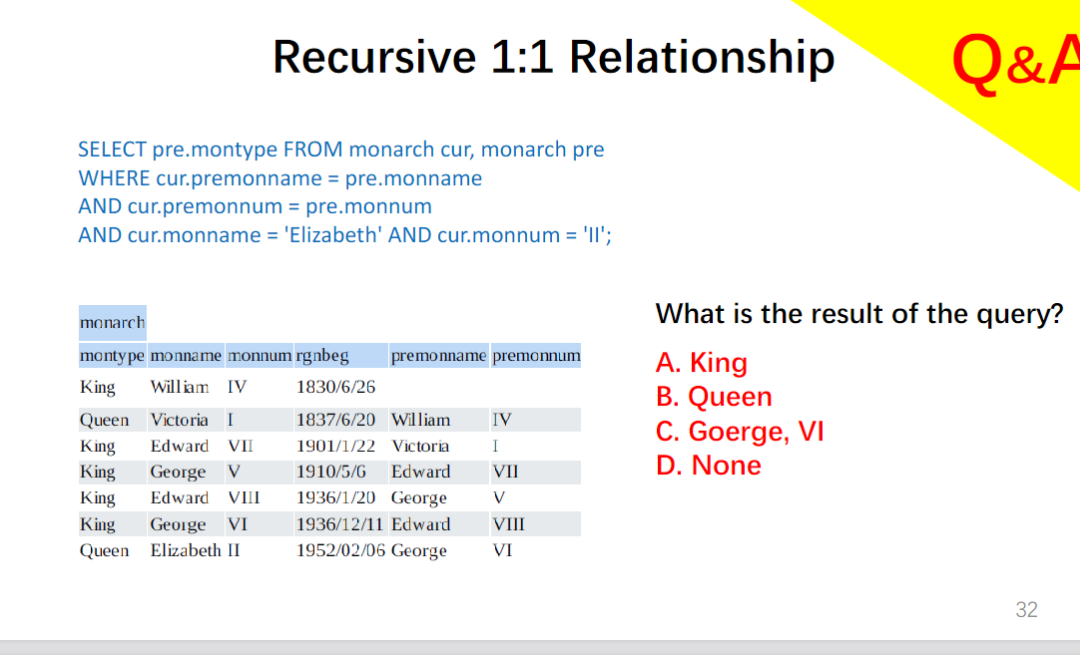 Recursive 1:1 Relationship
Q&A
SELECT pre.montype FROM monarch cur, monarch pre
WHERE cur.premonname = pre.monname
AND cur.premonnum = pre.monnum
AND cur.monname = 'Elizabeth' AND cur.monnum = 'II';
monarch
montype monname monnum rgnbeg premonname premonnum
King William IV 1830/6/26
Queen Victoria I 1837/6/20 William IV
King Edward VII 1901/1/22 Victoria I
King George V 1910/5/6 Edward VII
King Edward VIII 1936/1/20 George V
King George VI 1936/12/11 Edward VIII
Queen Elizabeth II 1952/02/06 George VI
What is the result of the query?
A. King
B. Queen
C. Goerge, VI
D. None
32